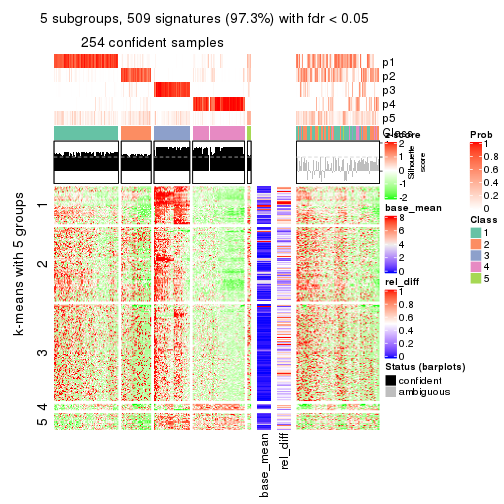 5 subgroups, 509 signatures (97.3%) with fdr < 0.05
254 confident samples
p1
p2
p3
p4
p5
Class
k-means with 5 groups
1
2
3
4
5
Silhouette
score
base_mean
rel_diff
z-score
2
1
0
-1
-2
base_mean
8
6
4
2
0
rel_diff
1
0.8
0.6
0.4
0.2
0
Status (barplots)
confident
ambiguous
Prob
1
0.8
0.6
0.4
0.2
0
Class
1
2
3
4
5